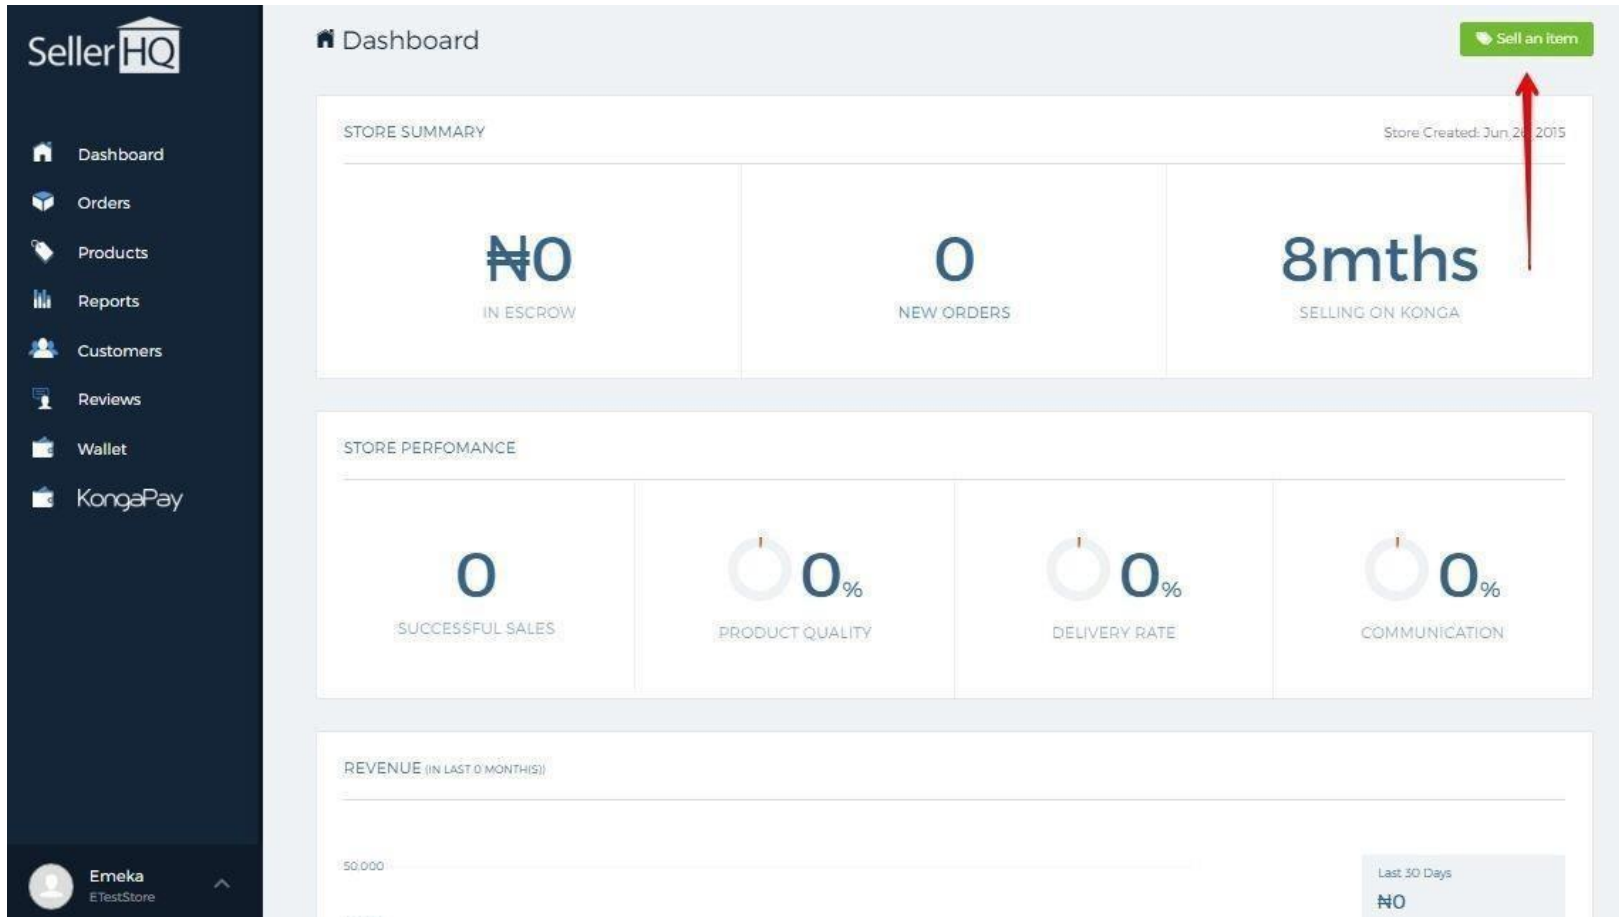 SellerHQ
Dashboard
Orders
Products
Reports
Customers
Reviews
Wallet
KongaPay
Emeka
ETestStore
Dashboard
Sell an item
STORE SUMMARY
Store Created: Jun 26, 2015
₦0
IN ESCROW
0
NEW ORDERS
8mths
SELLING ON KONGA
STORE PERFOMANCE
0
SUCCESSFUL SALES
0%
PRODUCT QUALITY
0%
DELIVERY RATE
0%
COMMUNICATION
REVENUE (IN LAST 0 MONTH(S))
50,000
Last 30 Days
₦0